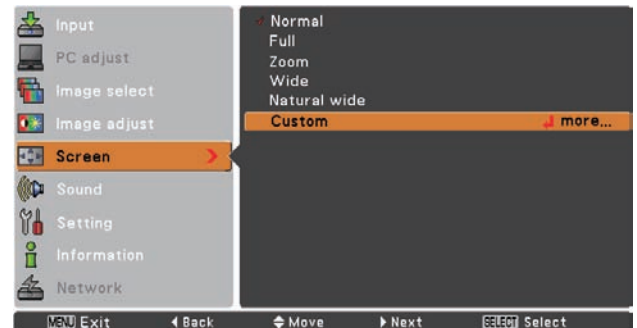 Input
PC adjust
Image select
Image adjust
Screen
Sound
Setting
Information
Network
Normal
Full
Zoom
Wide
Natural wide
Custom more...
MENU Exit Back Move Next SELECT Select